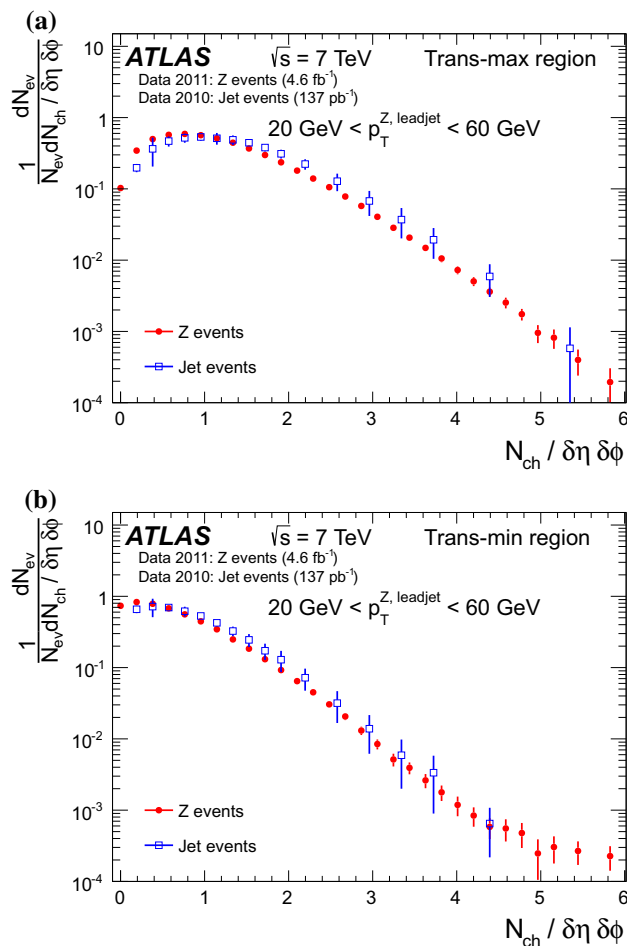 (a)
ATLAS √s = 7 TeV Trans-max region
Data 2011: Z events (4.6 fb⁻¹)
Data 2010: Jet events (137 pb⁻¹)
20 GeV < p_T^{Z, leadjet} < 60 GeV
1/N_ev dN_ev/dN_ch / δη δϕ
10
1
10⁻¹
10⁻²
10⁻³
10⁻⁴
Z events
Jet events
0 1 2 3 4 5 6
N_ch / δη δϕ
(b)
ATLAS √s = 7 TeV Trans-min region
Data 2011: Z events (4.6 fb⁻¹)
Data 2010: Jet events (137 pb⁻¹)
20 GeV < p_T^{Z, leadjet} < 60 GeV
1/N_ev dN_ev/dN_ch / δη δϕ
10
1
10⁻¹
10⁻²
10⁻³
10⁻⁴
Z events
Jet events
0 1 2 3 4 5 6
N_ch / δη δϕ